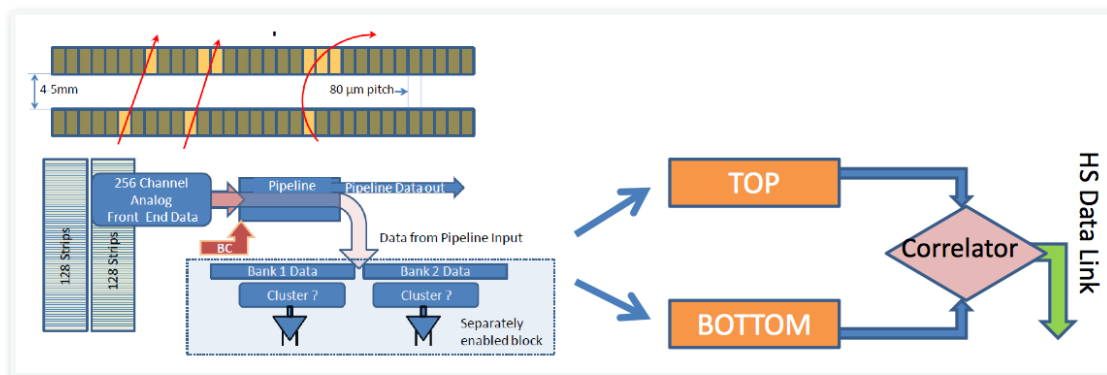 4-5mm
80 µm pitch
128 Strips
128 Strips
256 Channel
Analog
Front End Data
Pipeline
Pipeline Data out
BC
Data from Pipeline Input
Bank 1 Data
Bank 2 Data
Cluster ?
Cluster ?
Separately
enabled block
TOP
BOTTOM
Correlator
HS Data Link